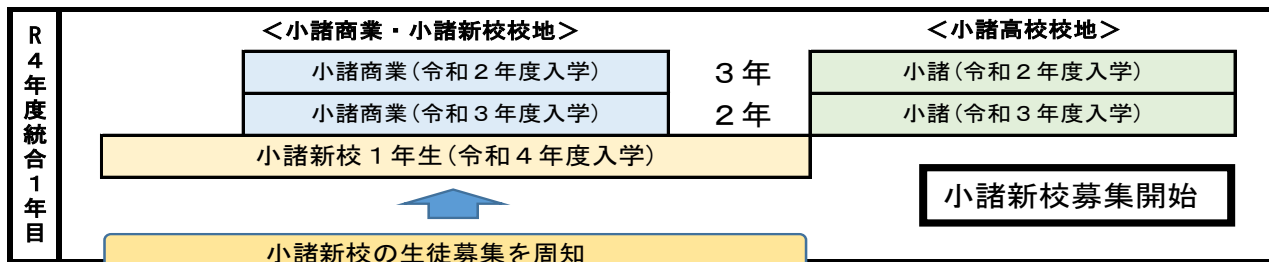 R4年度統合1年目
＜小諸商業・小諸新校校地＞ ＜小諸高校校地＞
小諸商業(令和２年度入学) ３年 小諸(令和２年度入学)
小諸商業(令和３年度入学) ２年 小諸(令和３年度入学)
小諸新校１年生(令和４年度入学)
小諸新校募集開始
小諸新校の生徒募集を周知